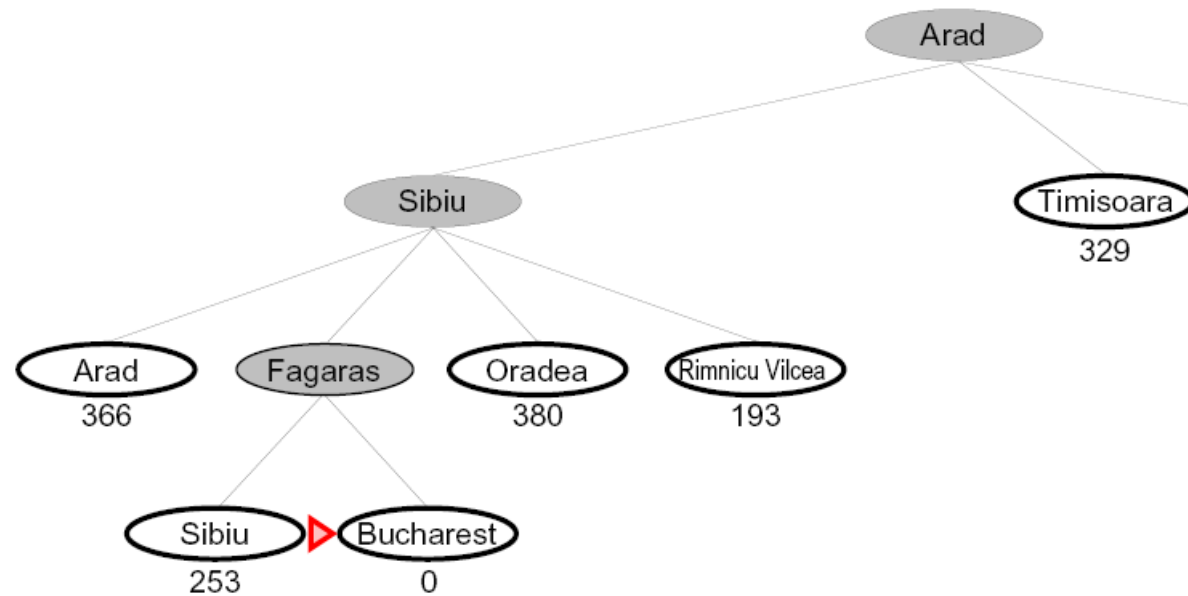 Arad
Sibiu
Timisoara
329
Arad
Fagaras
Oradea
Rimnicu Vilcea
366
380
193
Sibiu
Bucharest
253
0